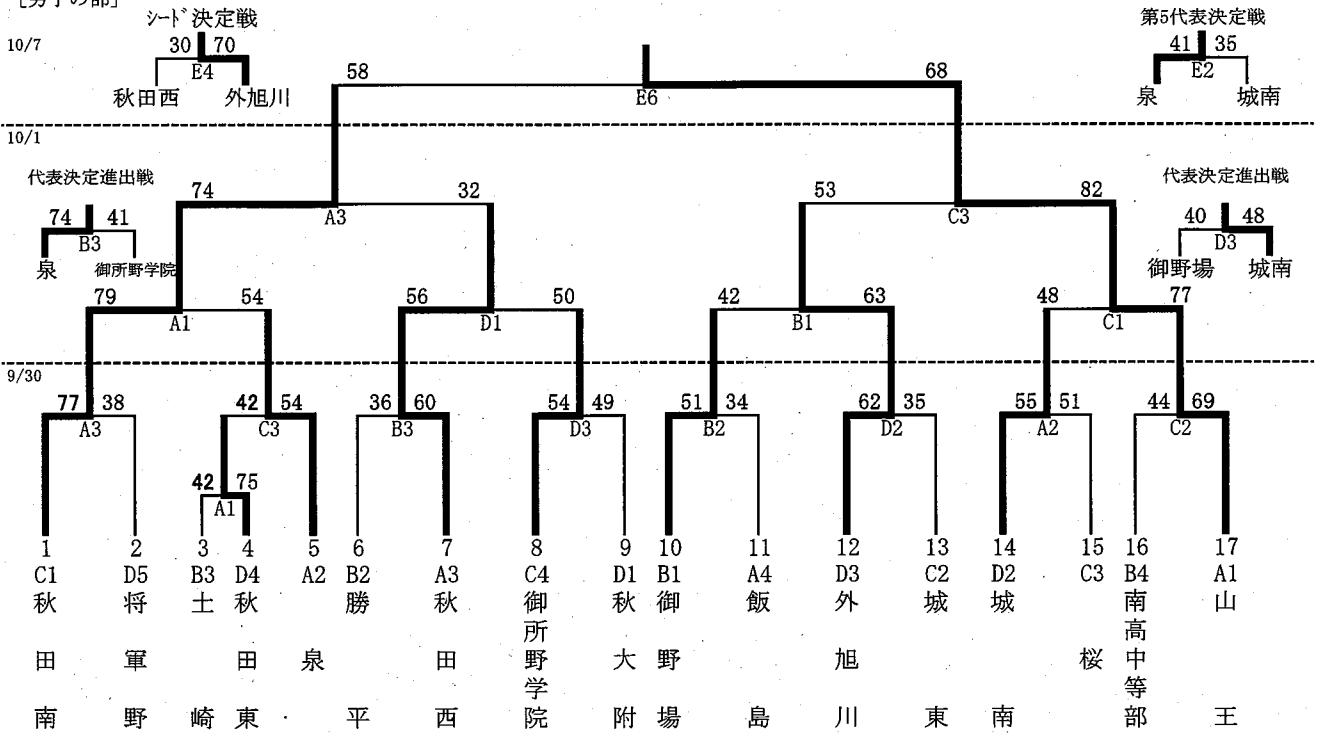 [男子の部]
シード決定戦
第5代表決定戦
10/7
30 70
E4
秋田西 外旭川
58 68
E6
41 35
E2
泉 城南
10/1
代表決定進出戦
74 41
B3
泉 御所野学院
74 32
A3
53 82
C3
代表決定進出戦
40 48
D3
御野場 城南
79 54
A1
56 50
D1
42 63
B1
48 77
C1
9/30
77 38
A3
42 54
C3
36 60
B3
54 49
D3
51 34
B2
62 35
D2
55 51
A2
44 69
C2
42 75
A1
1 2 3 4 5 6 7 8 9 10 11 12 13 14 15 16 17
C1 D5 B3 D4 A2 B2 A3 C4 D1 B1 A4 D3 C2 D2 C3 B4 A1
秋田南
将軍野
土崎
秋田東
泉
勝平
秋田西
御所野学院
秋大附
御野場
飯島
外旭川
城東
城南
桜
南高中等部
山王